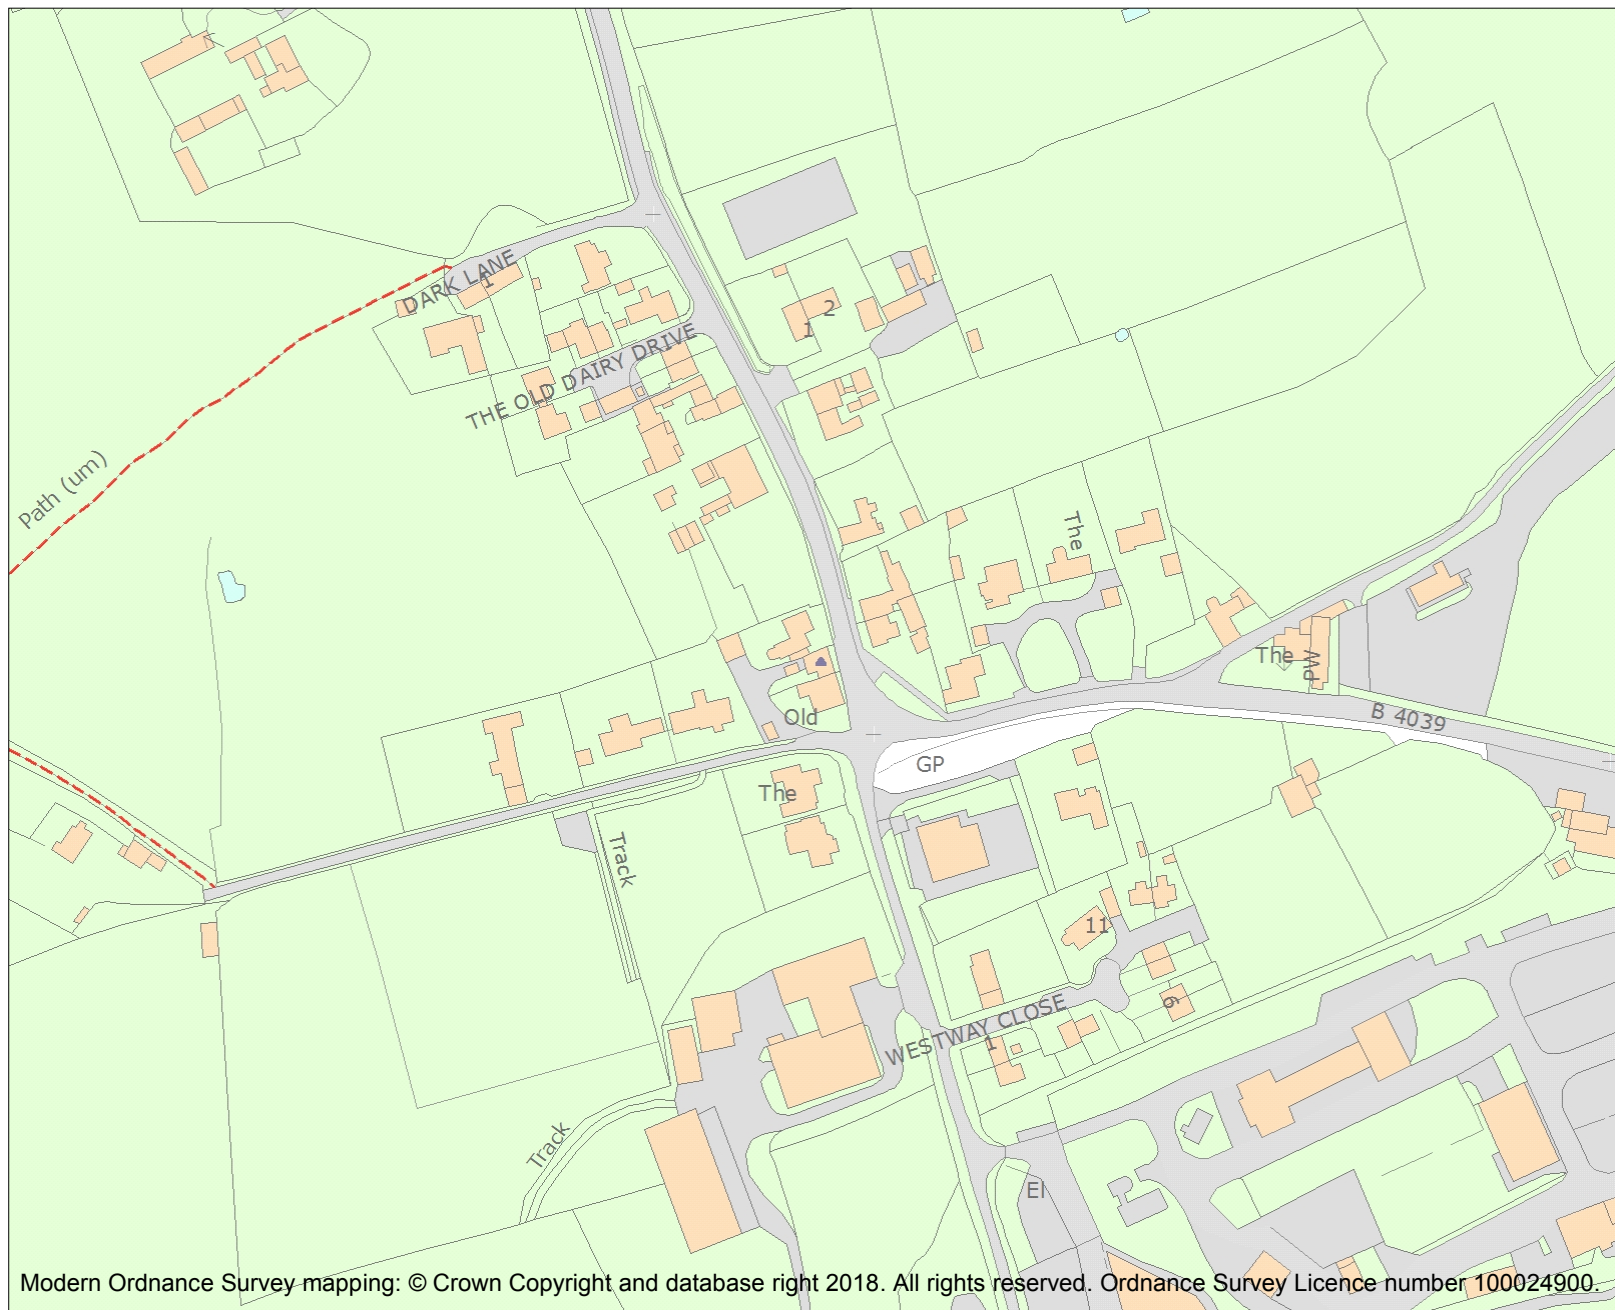 DARK LANE
1
THE OLD DAIRY DRIVE
2
1
Path (um)
The
The
Wd
Old
B 4039
GP
The
Track
11
6
WESTWAY CLOSE
1
Track
El
Modern Ordnance Survey mapping: © Crown Copyright and database right 2018. All rights reserved. Ordnance Survey Licence number 100024900.